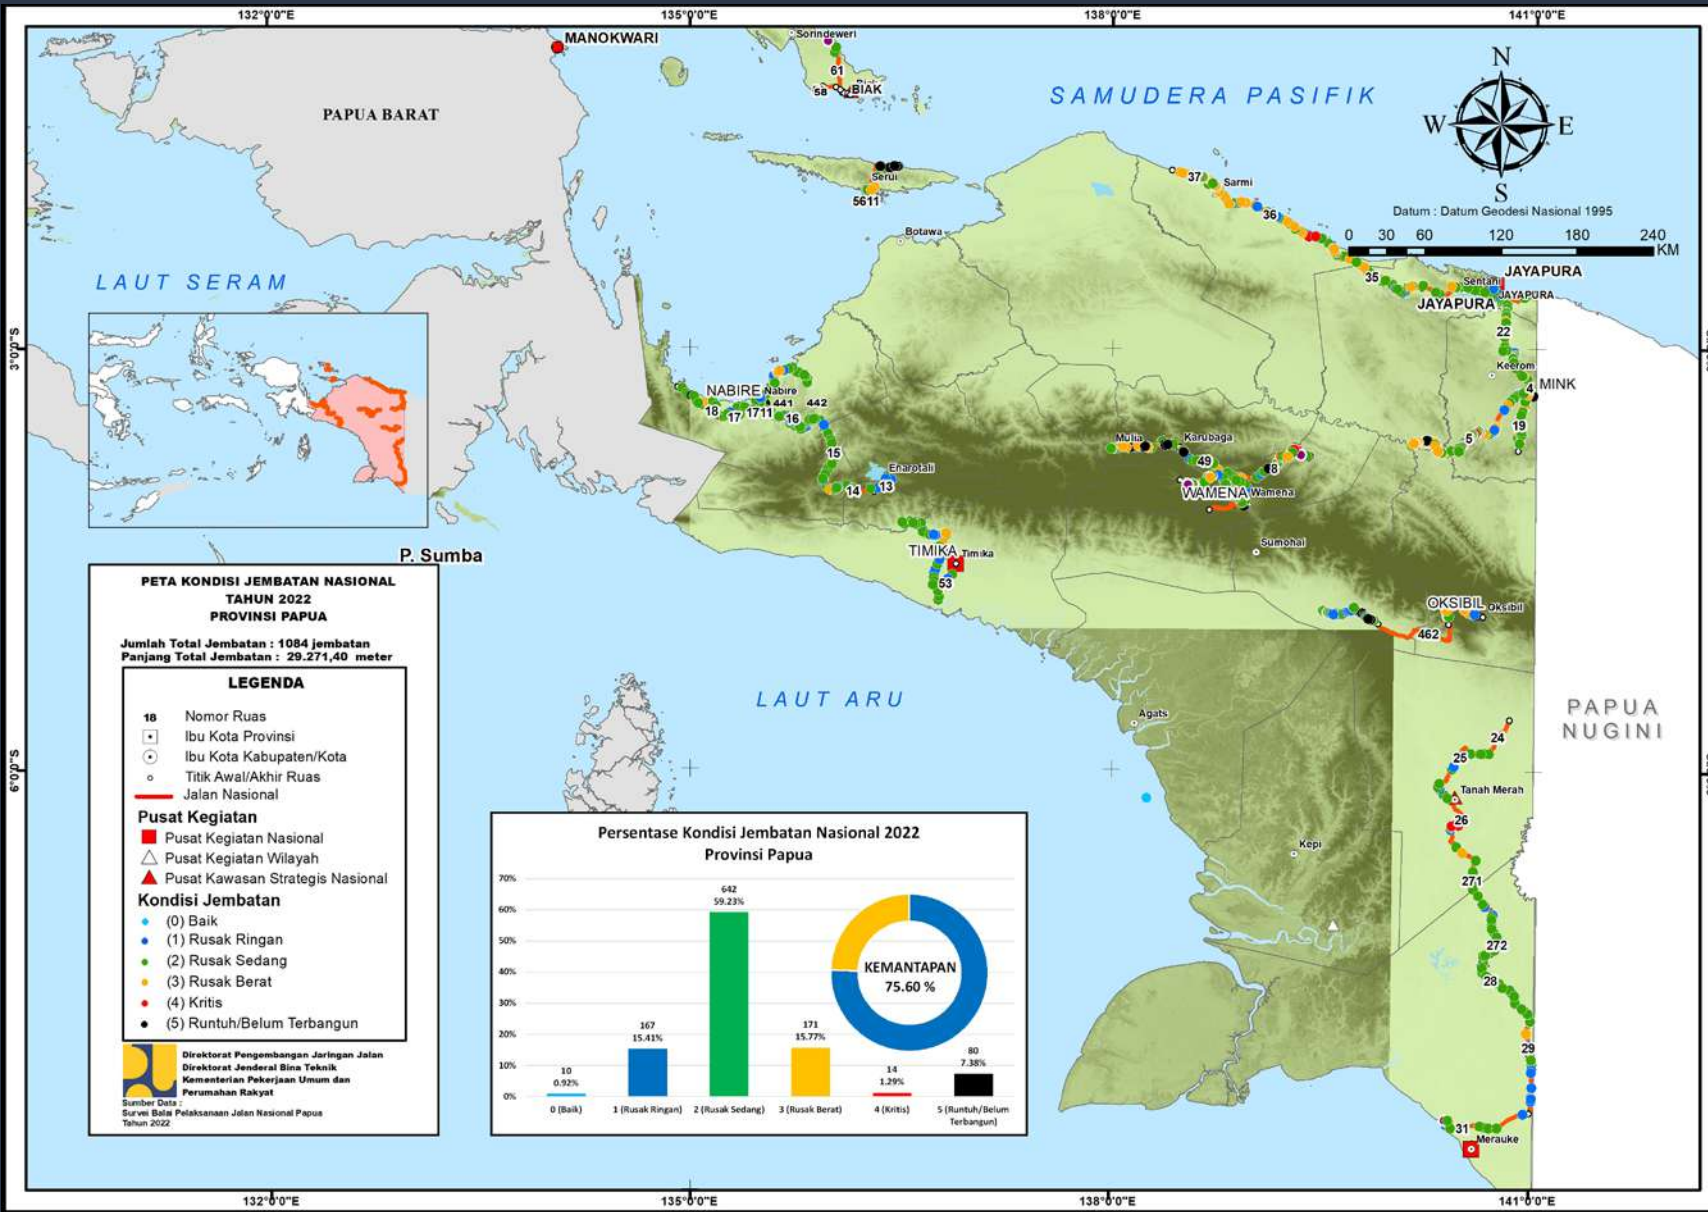 132°0'0"E
135°0'0"E
138°0'0"E
141°0'0"E
MANOKWARI
Sorindeweri
61
58
BIAK
PAPUA BARAT
SAMUDERA PASIFIK
N
W
E
S
Datum : Datum Geodesi Nasional 1995
0 30 60 120 180 240
KM
Serui
5611
37
Sarmi
36
Botawa
35
LAUT SERAM
JAYAPURA
Sentani
JAYAPURA
JAYAPURA
22
3°0'0"S
Keerom
4
MINK
NABIRE
Nabire
18
17
1711
441
16
442
15
Enarotali
14
13
Mulia
Karubaga
49
8
WAMENA
Wamena
5
19
Sumohai
TIMIKA
Timika
53
P. Sumba
OKSIBIL
Oksibil
462
LAUT ARU
Agats
PAPUA
NUGINI
24
25
Tanah Merah
26
Kepi
271
272
28
29
31
Merauke
6°0'0"S
PETA KONDISI JEMBATAN NASIONAL
TAHUN 2022
PROVINSI PAPUA
Jumlah Total Jembatan : 1084 jembatan
Panjang Total Jembatan : 29.271,40 meter
LEGENDA
18 Nomor Ruas
Ibu Kota Provinsi
Ibu Kota Kabupaten/Kota
Titik Awal/Akhir Ruas
Jalan Nasional
Pusat Kegiatan
Pusat Kegiatan Nasional
Pusat Kegiatan Wilayah
Pusat Kawasan Strategis Nasional
Kondisi Jembatan
(0) Baik
(1) Rusak Ringan
(2) Rusak Sedang
(3) Rusak Berat
(4) Kritis
(5) Runtuh/Belum Terbangun
Direktorat Pengembangan Jaringan Jalan
Direktorat Jenderal Bina Teknik
Kementerian Pekerjaan Umum dan
Perumahan Rakyat
Sumber Data :
Survei Balai Pelaksanaan Jalan Nasional Papua
Tahun 2022
Persentase Kondisi Jembatan Nasional 2022
Provinsi Papua
70%
60%
50%
40%
30%
20%
10%
0%
10
0.92%
167
15.41%
642
59.23%
171
15.77%
14
1.29%
80
7.38%
KEMANTAPAN
75.60 %
0 (Baik)
1 (Rusak Ringan)
2 (Rusak Sedang)
3 (Rusak Berat)
4 (Kritis)
5 (Runtuh/Belum
Terbangun)
132°0'0"E
135°0'0"E
138°0'0"E
141°0'0"E